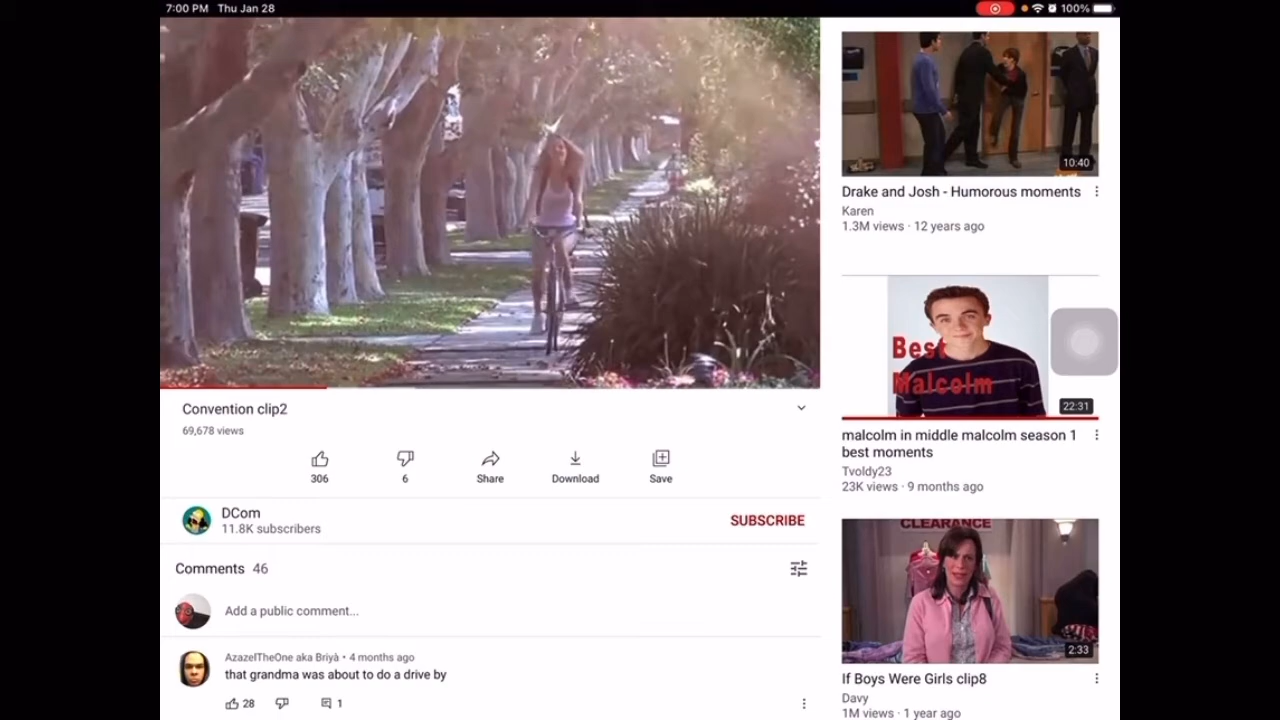 7:00 PM Thu Jan 28
100%
Convention clip2
69,678 views
306
6
Share
Download
Save
DCom
11.8K subscribers
SUBSCRIBE
Comments 46
Add a public comment...
AzazelTheOne aka Briyà • 4 months ago
that grandma was about to do a drive by
28
1
10:40
Drake and Josh - Humorous moments
Karen
1.3M views · 12 years ago
Best
Malcolm
22:31
malcolm in middle malcolm season 1
best moments
Tvoldy23
23K views · 9 months ago
CLEARANCE
2:33
If Boys Were Girls clip8
Davy
1M views · 1 year ago